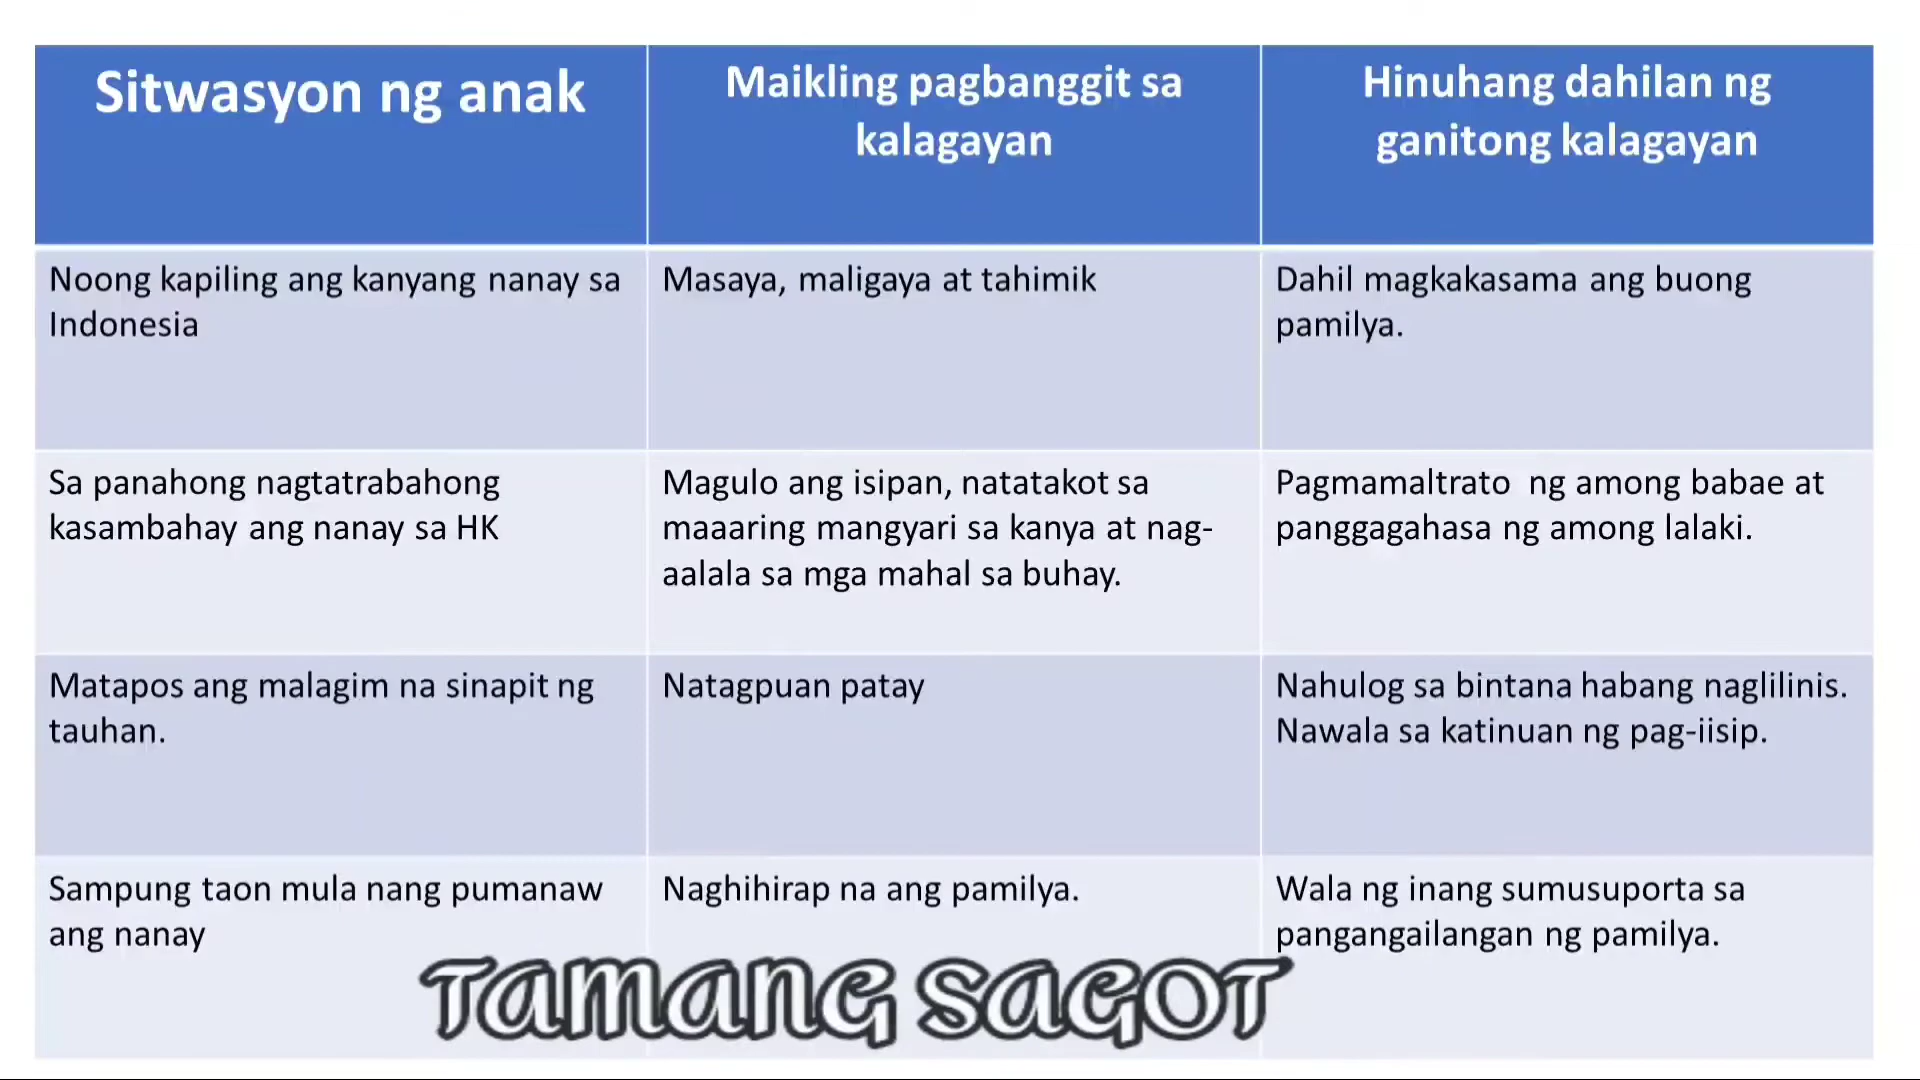 Sitwasyon ng anak
Maikling pagbanggit sa
kalagayan
Hinuhang dahilan ng
ganitong kalagayan
Noong kapiling ang kanyang nanay sa
Indonesia
Masaya, maligaya at tahimik
Dahil magkakasama ang buong
pamilya.
Sa panahong nagtatrabahong
kasambahay ang nanay sa HK
Magulo ang isipan, natatakot sa
maaaring mangyari sa kanya at nag-
aalala sa mga mahal sa buhay.
Pagmamaltrato ng among babae at
panggagahasa ng among lalaki.
Matapos ang malagim na sinapit ng
tauhan.
Natagpuan patay
Nahulog sa bintana habang naglilinis.
Nawala sa katinuan ng pag-iisip.
Sampung taon mula nang pumanaw
ang nanay
Naghihirap na ang pamilya.
Wala ng inang sumusuporta sa
pangangailangan ng pamilya.
TAMANG SAGOT